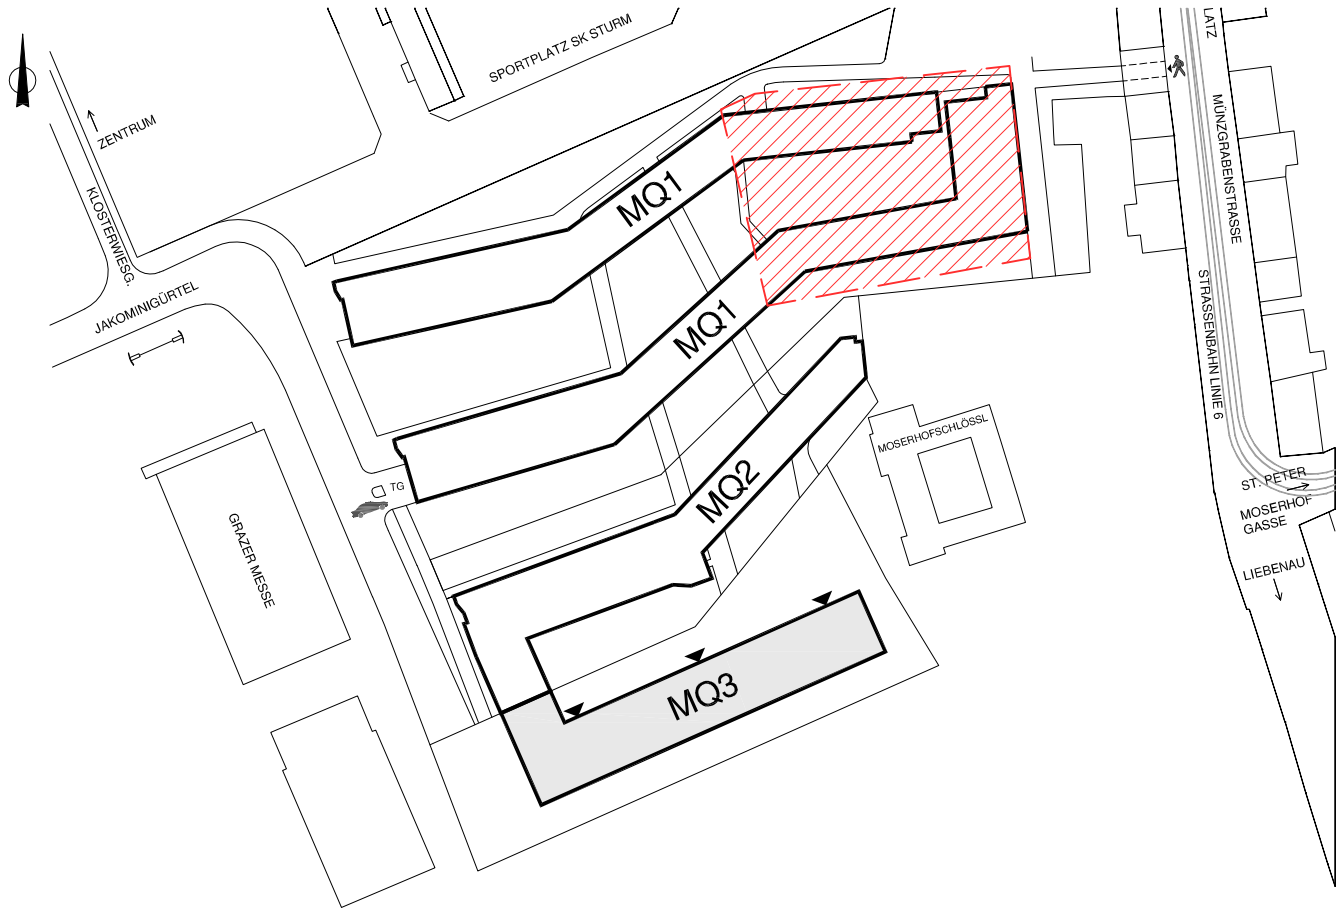 SPORTPLATZ SK STURM
LATZ
ZENTRUM
KLOSTERWIESG.
MÜNZGRABENSTRASSE
MQ1
JAKOMINIGÜRTEL
MQ1
STRASSENBAHN LINIE 6
MOSERHOFSCHLÖSSL
MQ2
TG
ST. PETER
MOSERHOF
GASSE
GRAZER MESSE
LIEBENAU
MQ3